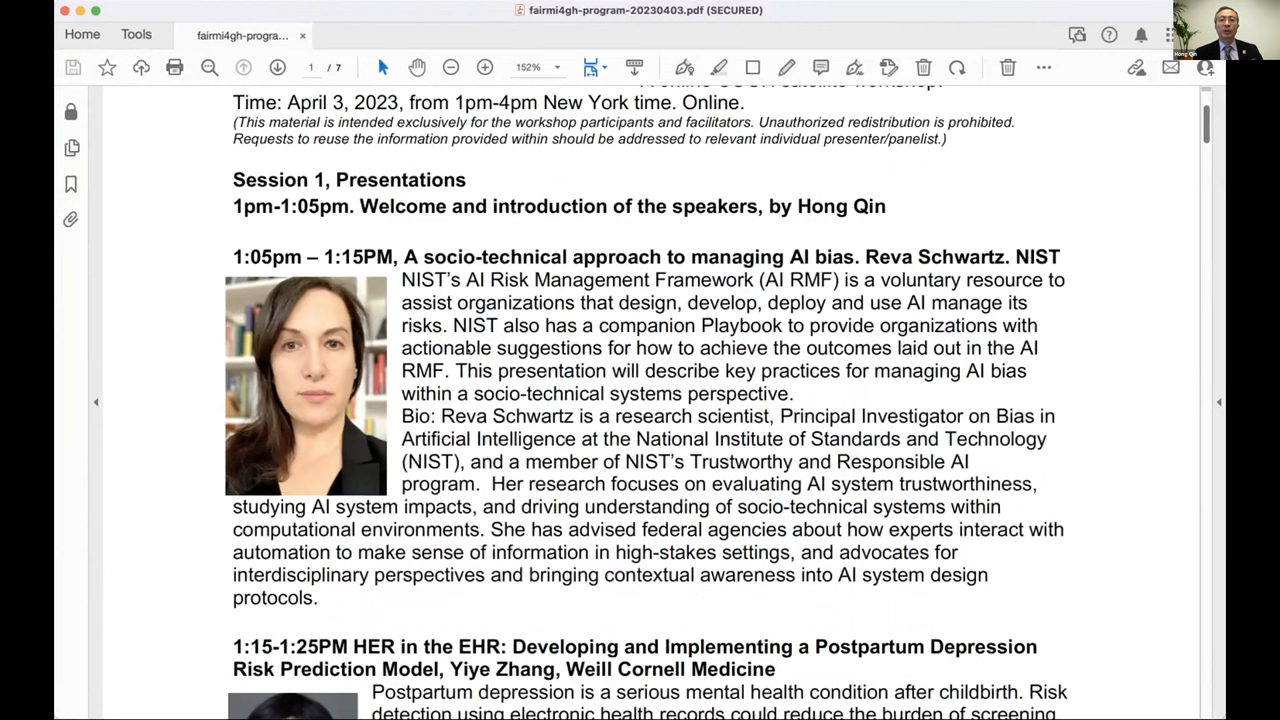 fairmi4gh-program-20230403.pdf (SECURED)
Home
Tools
fairmi4gh-progra...
1 / 7
152%
Hong Qin
Time: April 3, 2023, from 1pm-4pm New York time. Online.
(This material is intended exclusively for the workshop participants and facilitators. Unauthorized redistribution is prohibited.
Requests to reuse the information provided within should be addressed to relevant individual presenter/panelist.)
Session 1, Presentations
1pm-1:05pm. Welcome and introduction of the speakers, by Hong Qin
1:05pm – 1:15PM, A socio-technical approach to managing AI bias. Reva Schwartz. NIST
NIST's AI Risk Management Framework (AI RMF) is a voluntary resource to
assist organizations that design, develop, deploy and use AI manage its
risks. NIST also has a companion Playbook to provide organizations with
actionable suggestions for how to achieve the outcomes laid out in the AI
RMF. This presentation will describe key practices for managing AI bias
within a socio-technical systems perspective.
Bio: Reva Schwartz is a research scientist, Principal Investigator on Bias in
Artificial Intelligence at the National Institute of Standards and Technology
(NIST), and a member of NIST's Trustworthy and Responsible AI
program.  Her research focuses on evaluating AI system trustworthiness,
studying AI system impacts, and driving understanding of socio-technical systems within
computational environments. She has advised federal agencies about how experts interact with
automation to make sense of information in high-stakes settings, and advocates for
interdisciplinary perspectives and bringing contextual awareness into AI system design
protocols.
1:15-1:25PM HER in the EHR: Developing and Implementing a Postpartum Depression
Risk Prediction Model, Yiye Zhang, Weill Cornell Medicine
Postpartum depression is a serious mental health condition after childbirth. Risk
detection using electronic health records could reduce the burden of screening